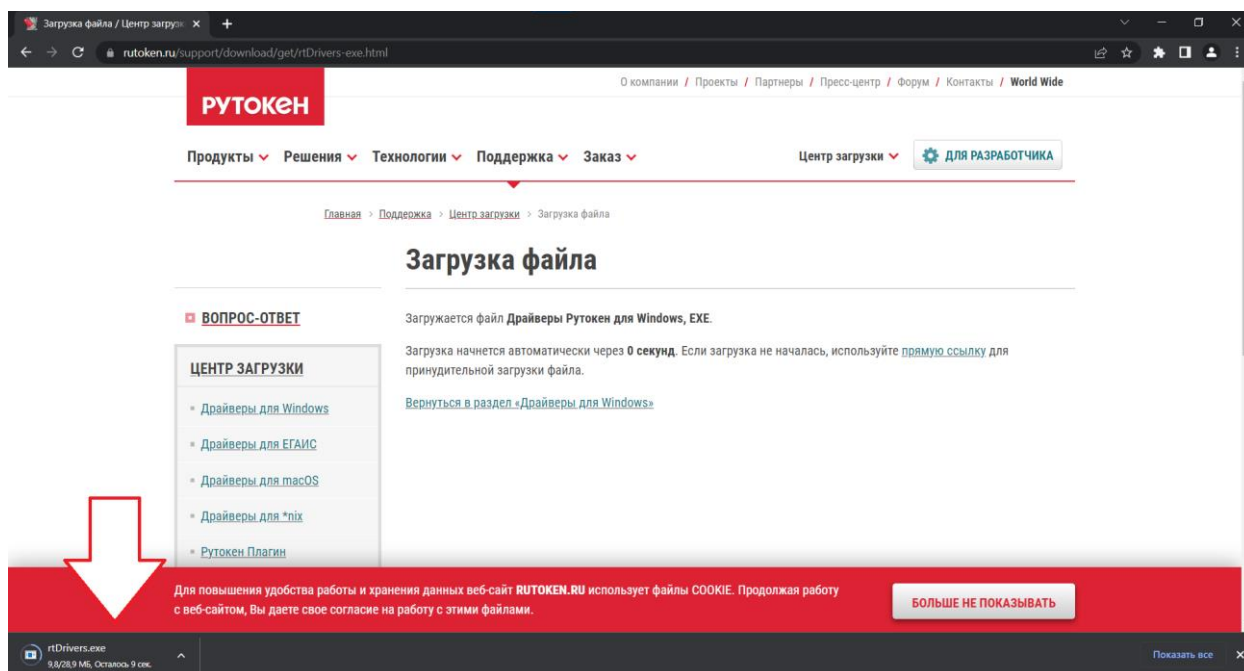 Загрузка файла / Центр загрузк
rutoken.ru/support/download/get/rtDrivers-exe.html
О компании / Проекты / Партнеры / Пресс-центр / Форум / Контакты / World Wide
РУТОКЕН
Продукты Решения Технологии Поддержка Заказ Центр загрузки ДЛЯ РАЗРАБОТЧИКА
Главная > Поддержка > Центр загрузки > Загрузка файла
Загрузка файла
ВОПРОС-ОТВЕТ
ЦЕНТР ЗАГРУЗКИ
Драйверы для Windows
Драйверы для ЕГАИС
Драйверы для macOS
Драйверы для *nix
Рутокен Плагин
Загружается файл Драйверы Рутокен для Windows, EXE.
Загрузка начнется автоматически через 0 секунд. Если загрузка не началась, используйте прямую ссылку для
принудительной загрузки файла.
Вернуться в раздел «Драйверы для Windows»
Для повышения удобства работы и хранения данных веб-сайт RUTOKEN.RU использует файлы COOKIE. Продолжая работу
с веб-сайтом, Вы даете свое согласие на работу с этими файлами.
БОЛЬШЕ НЕ ПОКАЗЫВАТЬ
rtDrivers.exe
9,8/28,9 МБ, Осталось 9 сек.
Показать все